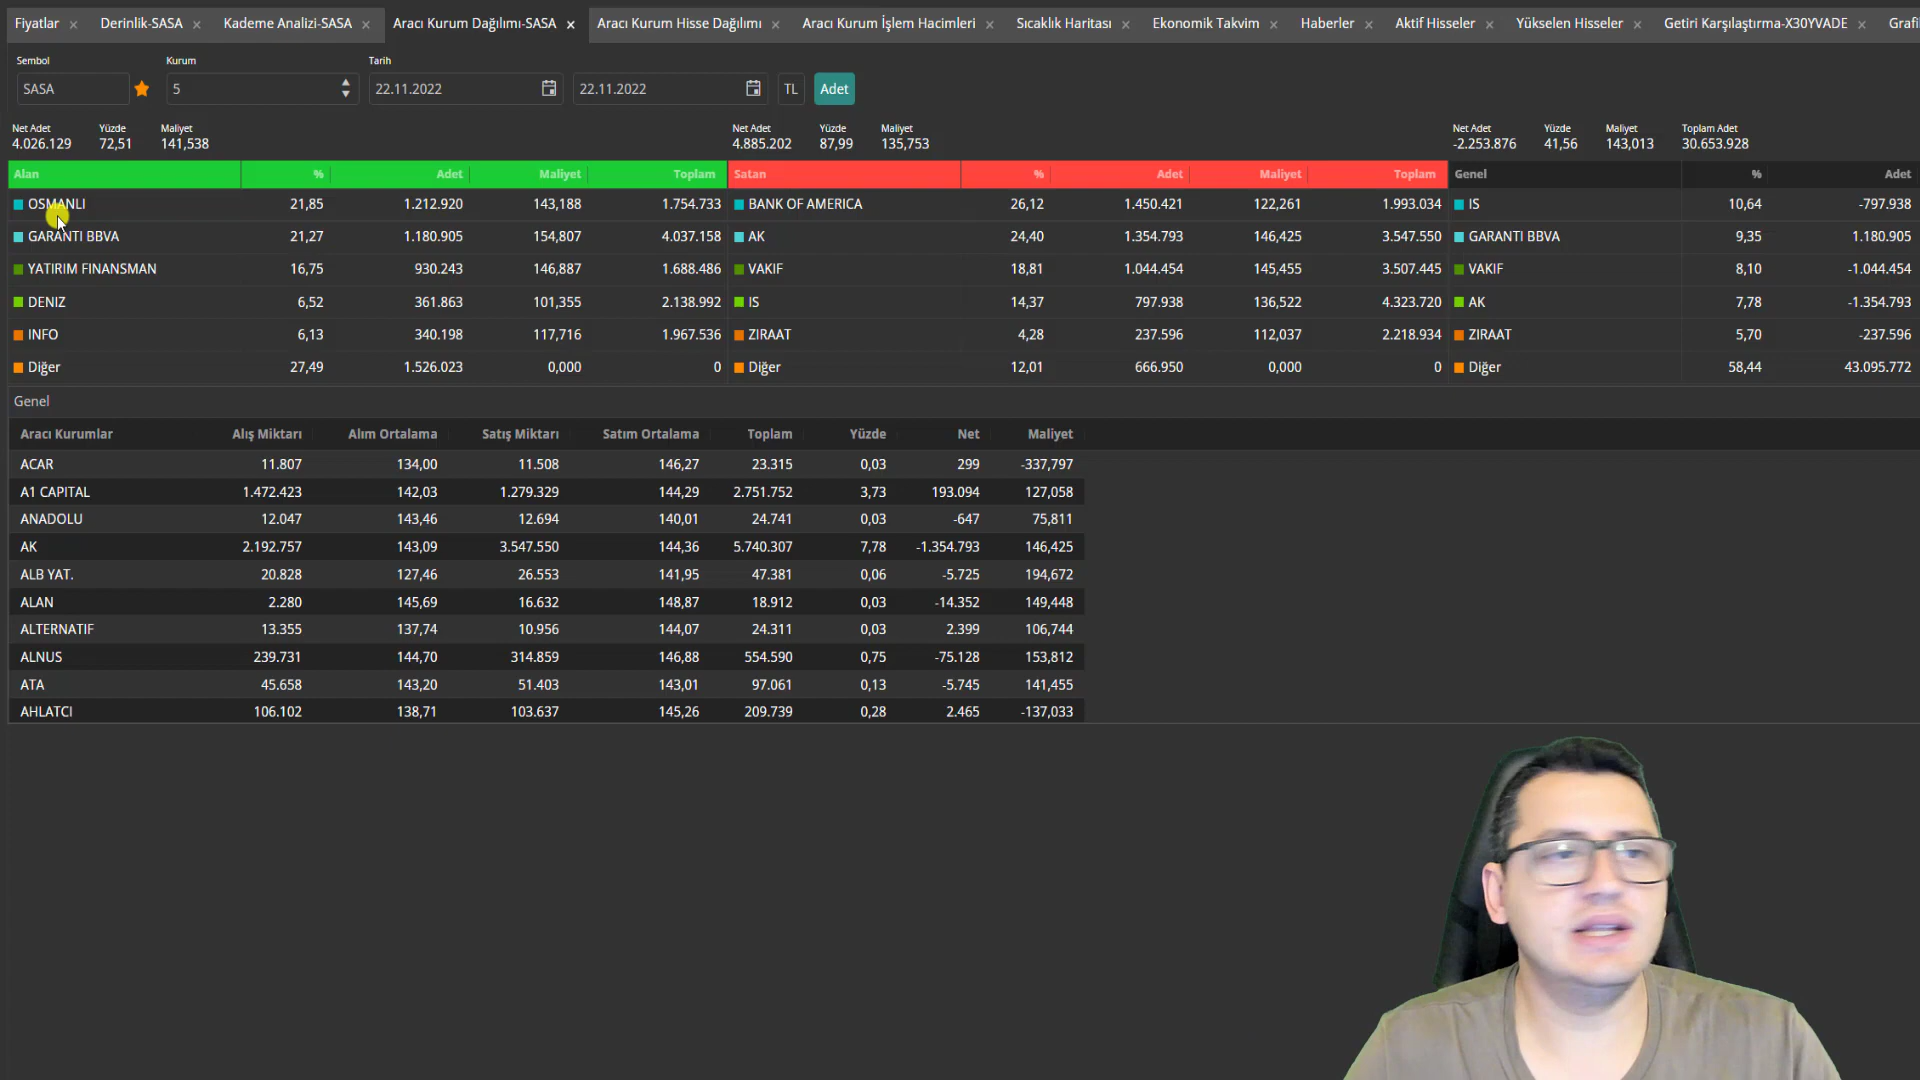 Fiyatlar Derinlik-SASA Kademe Analizi-SASA Aracı Kurum Dağılımı-SASA Aracı Kurum Hisse Dağılımı Aracı Kurum İşlem Hacimleri Sıcaklık Haritası Ekonomik Takvim Haberler Aktif Hisseler Yükselen Hisseler Getiri Karşılaştırma-X30YVADE Grafi
Sembol Kurum Tarih
SASA 5 22.11.2022 22.11.2022 TL Adet
Net Adet Yüzde Maliyet Net Adet Yüzde Maliyet Net Adet Yüzde Maliyet Toplam Adet
4.026.129 72,51 141,538 4.885.202 87,99 135,753 -2.253.876 41,56 143,013 30.653.928
Alan % Adet Maliyet Toplam Satan % Adet Maliyet Toplam Genel % Adet
OSMANLI 21,85 1.212.920 143,188 1.754.733 BANK OF AMERICA 26,12 1.450.421 122,261 1.993.034 IS 10,64 -797.938
GARANTI BBVA 21,27 1.180.905 154,807 4.037.158 AK 24,40 1.354.793 146,425 3.547.550 GARANTI BBVA 9,35 1.180.905
YATIRIM FINANSMAN 16,75 930.243 146,887 1.688.486 VAKIF 18,81 1.044.454 145,455 3.507.445 VAKIF 8,10 -1.044.454
DENIZ 6,52 361.863 101,355 2.138.992 IS 14,37 797.938 136,522 4.323.720 AK 7,78 -1.354.793
INFO 6,13 340.198 117,716 1.967.536 ZIRAAT 4,28 237.596 112,037 2.218.934 ZIRAAT 5,70 -237.596
Diğer 27,49 1.526.023 0,000 0 Diğer 12,01 666.950 0,000 0 Diğer 58,44 43.095.772
Genel
Aracı Kurumlar Alış Miktarı Alım Ortalama Satış Miktarı Satım Ortalama Toplam Yüzde Net Maliyet
ACAR 11.807 134,00 11.508 146,27 23.315 0,03 299 -337,797
A1 CAPITAL 1.472.423 142,03 1.279.329 144,29 2.751.752 3,73 193.094 127,058
ANADOLU 12.047 143,46 12.694 140,01 24.741 0,03 -647 75,811
AK 2.192.757 143,09 3.547.550 144,36 5.740.307 7,78 -1.354.793 146,425
ALB YAT. 20.828 127,46 26.553 141,95 47.381 0,06 -5.725 194,672
ALAN 2.280 145,69 16.632 148,87 18.912 0,03 -14.352 149,448
ALTERNATIF 13.355 137,74 10.956 144,07 24.311 0,03 2.399 106,744
ALNUS 239.731 144,70 314.859 146,88 554.590 0,75 -75.128 153,812
ATA 45.658 143,20 51.403 143,01 97.061 0,13 -5.745 141,455
AHLATCI 106.102 138,71 103.637 145,26 209.739 0,28 2.465 -137,033